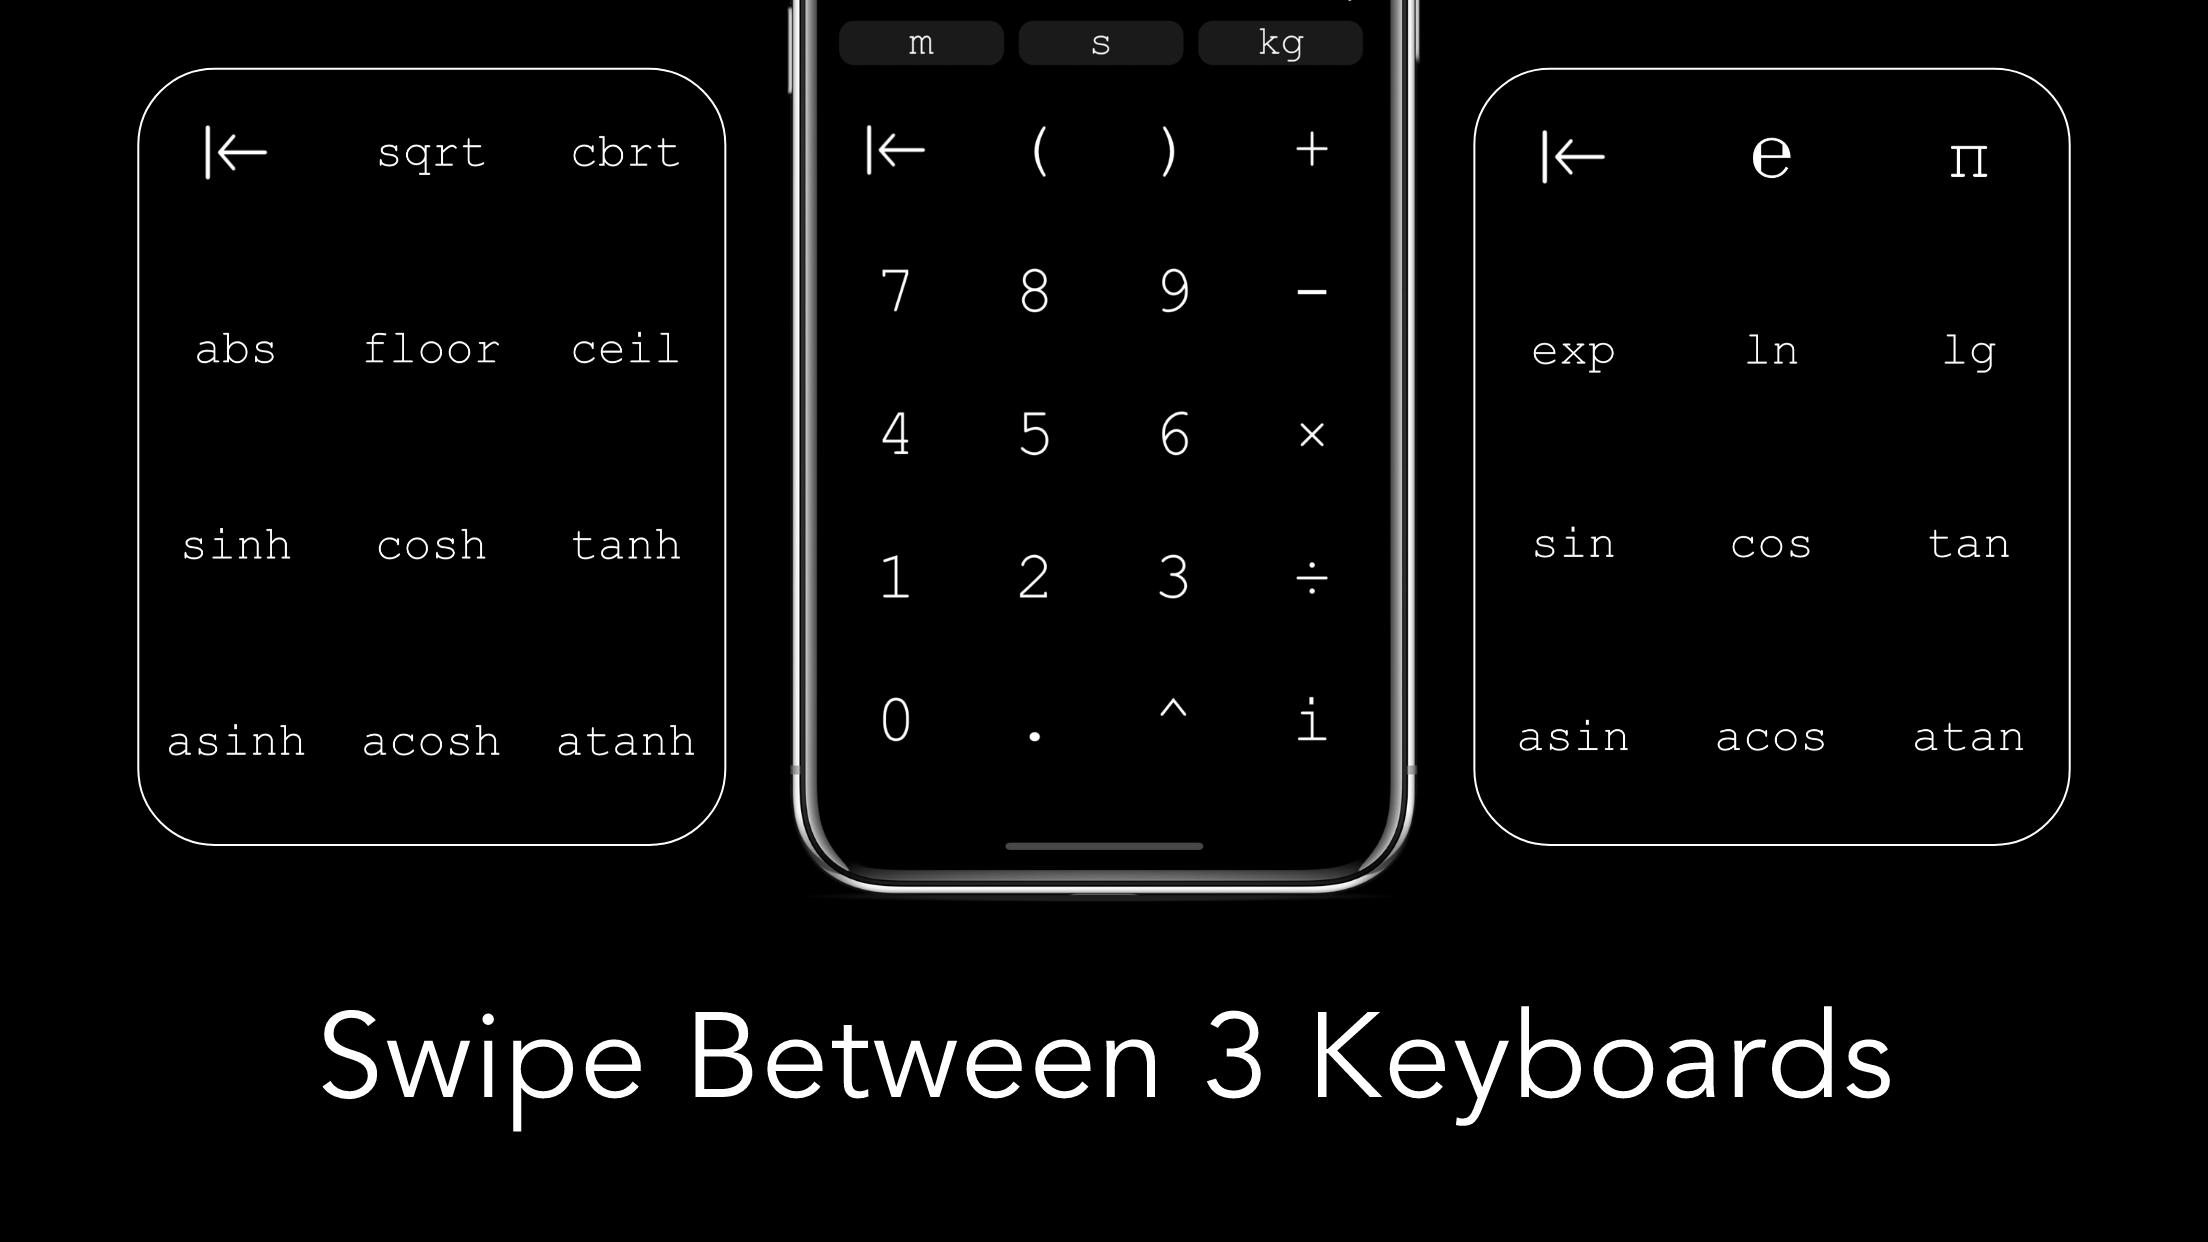 m s kg
|← sqrt cbrt
abs floor ceil
sinh cosh tanh
asinh acosh atanh
|← ( ) +
7 8 9 −
4 5 6 ×
1 2 3 ÷
0 . ^ i
|← e π
exp ln lg
sin cos tan
asin acos atan
Swipe Between 3 Keyboards